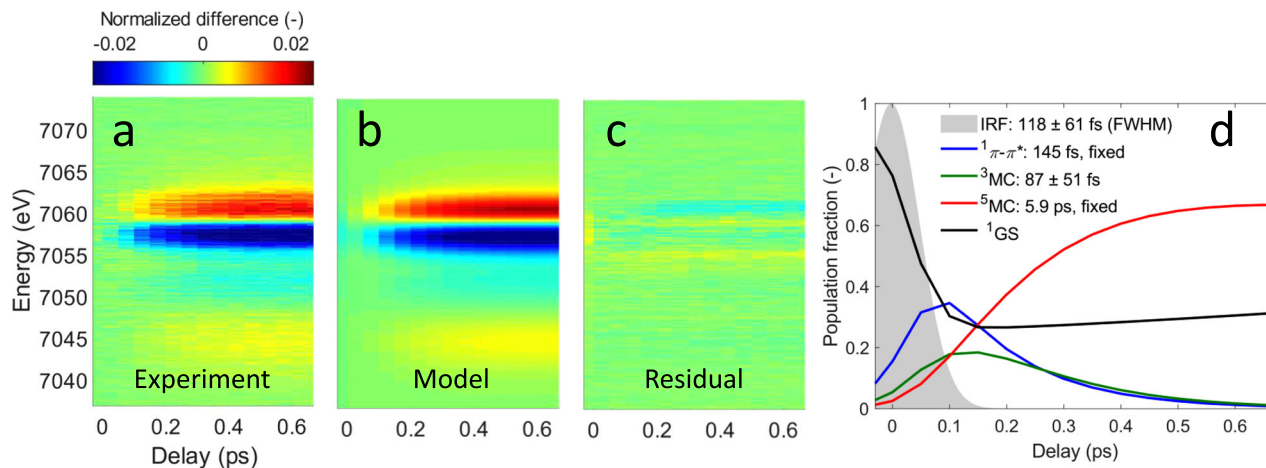 Normalized difference (-)
-0.02 0 0.02
a
b
c
d
Energy (eV)
7070
7065
7060
7055
7050
7045
7040
Experiment
Model
Residual
0 0.2 0.4 0.6
0 0.2 0.4 0.6
0 0.2 0.4 0.6
Delay (ps)
Population fraction (-)
1
0.8
0.6
0.4
0.2
0
IRF: 118 ± 61 fs (FWHM)
¹π-π*: 145 fs, fixed
³MC: 87 ± 51 fs
⁵MC: 5.9 ps, fixed
¹GS
0 0.1 0.2 0.3 0.4 0.5 0.6
Delay (ps)